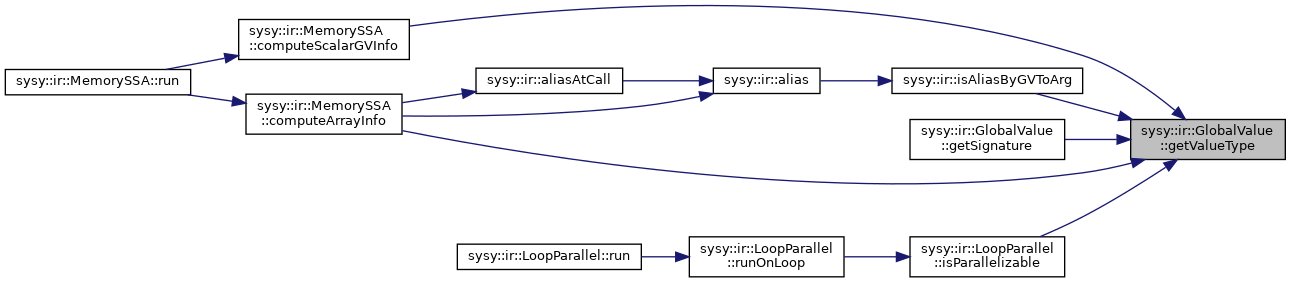 sysy::ir::MemorySSA::run
sysy::ir::MemorySSA
::computeScalarGVInfo
sysy::ir::MemorySSA
::computeArrayInfo
sysy::ir::aliasAtCall
sysy::ir::alias
sysy::ir::isAliasByGVToArg
sysy::ir::GlobalValue
::getSignature
sysy::ir::GlobalValue
::getValueType
sysy::ir::LoopParallel::run
sysy::ir::LoopParallel
::runOnLoop
sysy::ir::LoopParallel
::isParallelizable